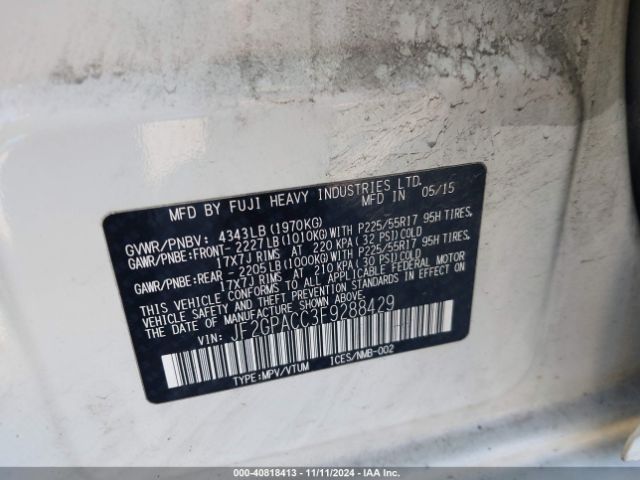 MFD BY FUJI HEAVY INDUSTRIES LTD.
MFD IN 05/15
GVWR/PNBV: 4343LB(1970KG)
GAWR/PNBE:FRONT- 2227LB(1010KG)WITH P225/55R17 95H TIRES,
17X7J RIMS AT 220 KPA(32 PSI)COLD
GAWR/PNBE:REAR - 2205LB(1000KG)WITH P225/55R17 95H TIRES,
17X7J RIMS AT 210 KPA(30 PSI)COLD
THIS VEHICLE CONFORMS TO ALL APPLICABLE FEDERAL MOTOR
VEHICLE SAFETY AND THEFT PREVENTION STANDARDS IN EFFECT
ON THE DATE OF MANUFACTURE SHOWN ABOVE.
VIN: JF2GPACC3F9288429
TYPE:MPV/VTUM ICES/NMB-002
00-40818413 - 11/11/2024 - IAA Inc.